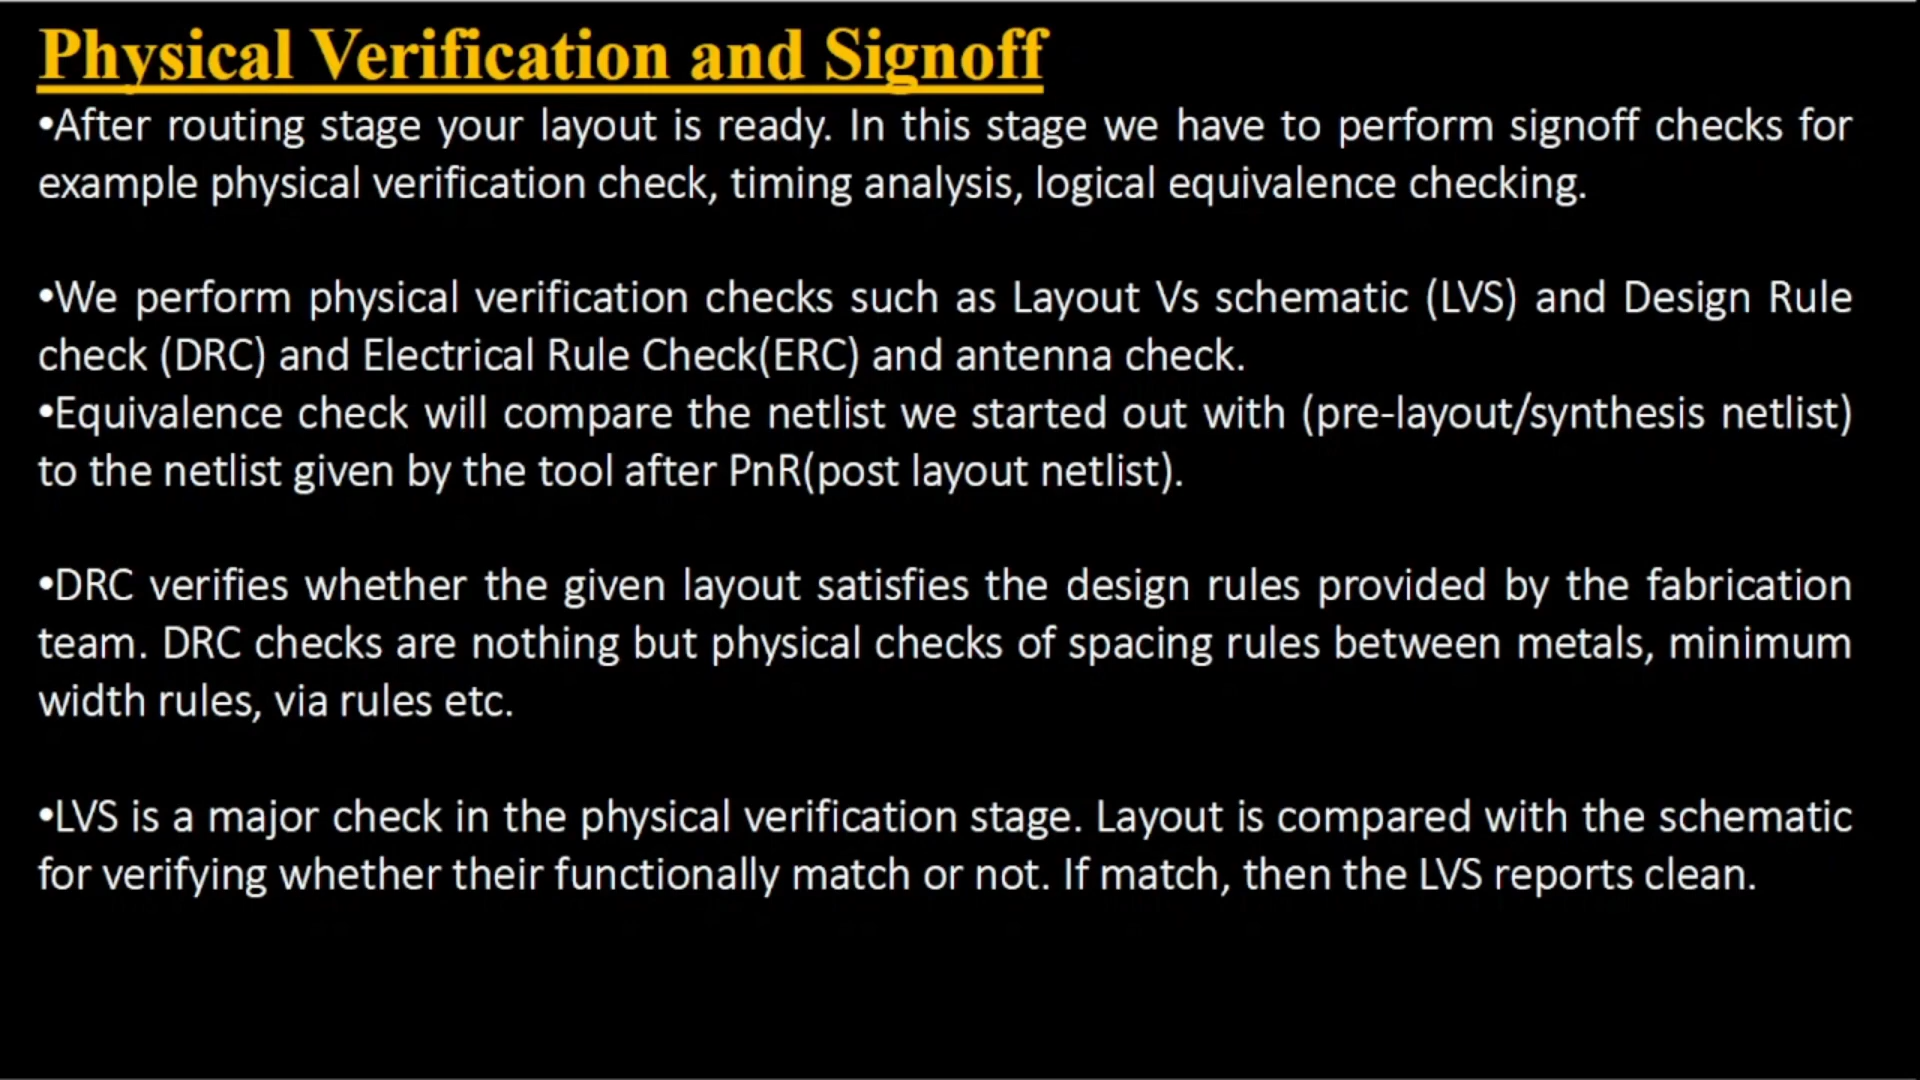 Physical Verification and Signoff
•After routing stage your layout is ready. In this stage we have to perform signoff checks for
example physical verification check, timing analysis, logical equivalence checking.
•We perform physical verification checks such as Layout Vs schematic (LVS) and Design Rule
check (DRC) and Electrical Rule Check(ERC) and antenna check.
•Equivalence check will compare the netlist we started out with (pre-layout/synthesis netlist)
to the netlist given by the tool after PnR(post layout netlist).
•DRC verifies whether the given layout satisfies the design rules provided by the fabrication
team. DRC checks are nothing but physical checks of spacing rules between metals, minimum
width rules, via rules etc.
•LVS is a major check in the physical verification stage. Layout is compared with the schematic
for verifying whether their functionally match or not. If match, then the LVS reports clean.